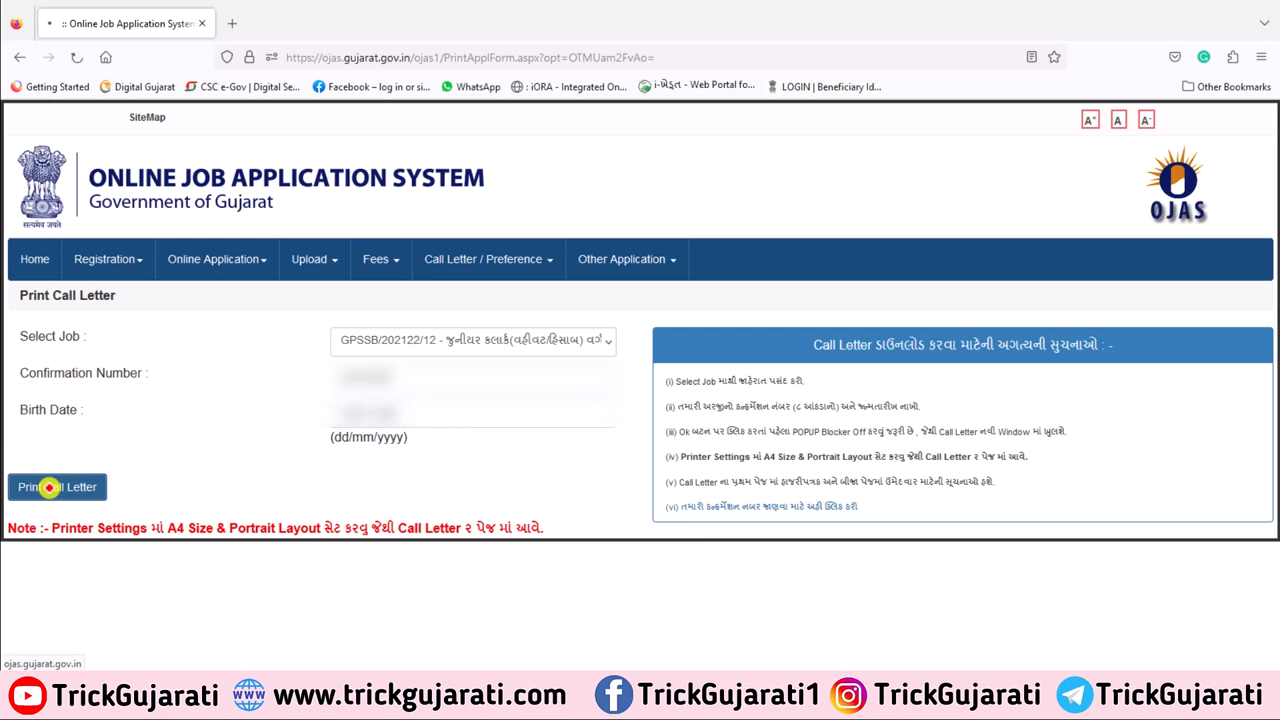 :: Online Job Application System
https://ojas.gujarat.gov.in/ojas1/PrintApplForm.aspx?opt=OTMUam2FvAo=
Getting Started Digital Gujarat CSC e-Gov | Digital Se... Facebook – log in or si... WhatsApp : iORA - Integrated On... i-ખેડૂત - Web Portal fo... LOGIN | Beneficiary Id... Other Bookmarks
SiteMap A+ A A-
ONLINE JOB APPLICATION SYSTEM
Government of Gujarat
सत्यमेव जयते
OJAS
Home Registration Online Application Upload Fees Call Letter / Preference Other Application
Print Call Letter
Select Job : GPSSB/202122/12 - જુનીયર ક્લાર્ક(વહીવટ/હિસાબ)
Confirmation Number :
Birth Date :
(dd/mm/yyyy)
Print Call Letter
Note :- Printer Settings માં A4 Size & Portrait Layout સેટ કરવુ જેથી Call Letter ૨ પેજ માં આવે.
Call Letter ડાઉનલોડ કરવા માટેની અગત્યની સુચનાઓ : -
(i) Select Job માથી જાહેરાત પસંદ કરો.
(ii) તમારી અરજીનો કન્ફર્મેશન નંબર (૮ આંકડાનો) અને જન્મતારીખ નાખો.
(iii) Ok બટન પર ક્લિક કરતાં પહેલા POPUP Blocker Off કરવું જરૂરી છે , જેથી Call Letter નવી Window માં ખુલશે.
(iv) Printer Settings માં A4 Size & Portrait Layout સેટ કરવુ જેથી Call Letter ૨ પેજ માં આવે.
(v) Call Letter ના પ્રથમ પેજ માં હાજરીપત્રક અને બીજા પેજમાં ઉમેદવાર માટેની સૂચનાઓ હશે.
(vi) તમારી કન્ફર્મેશન નબર જાણવા માટે અહી ક્લિક કરો
ojas.gujarat.gov.in
TrickGujarati www.trickgujarati.com TrickGujarati1 TrickGujarati TrickGujarati